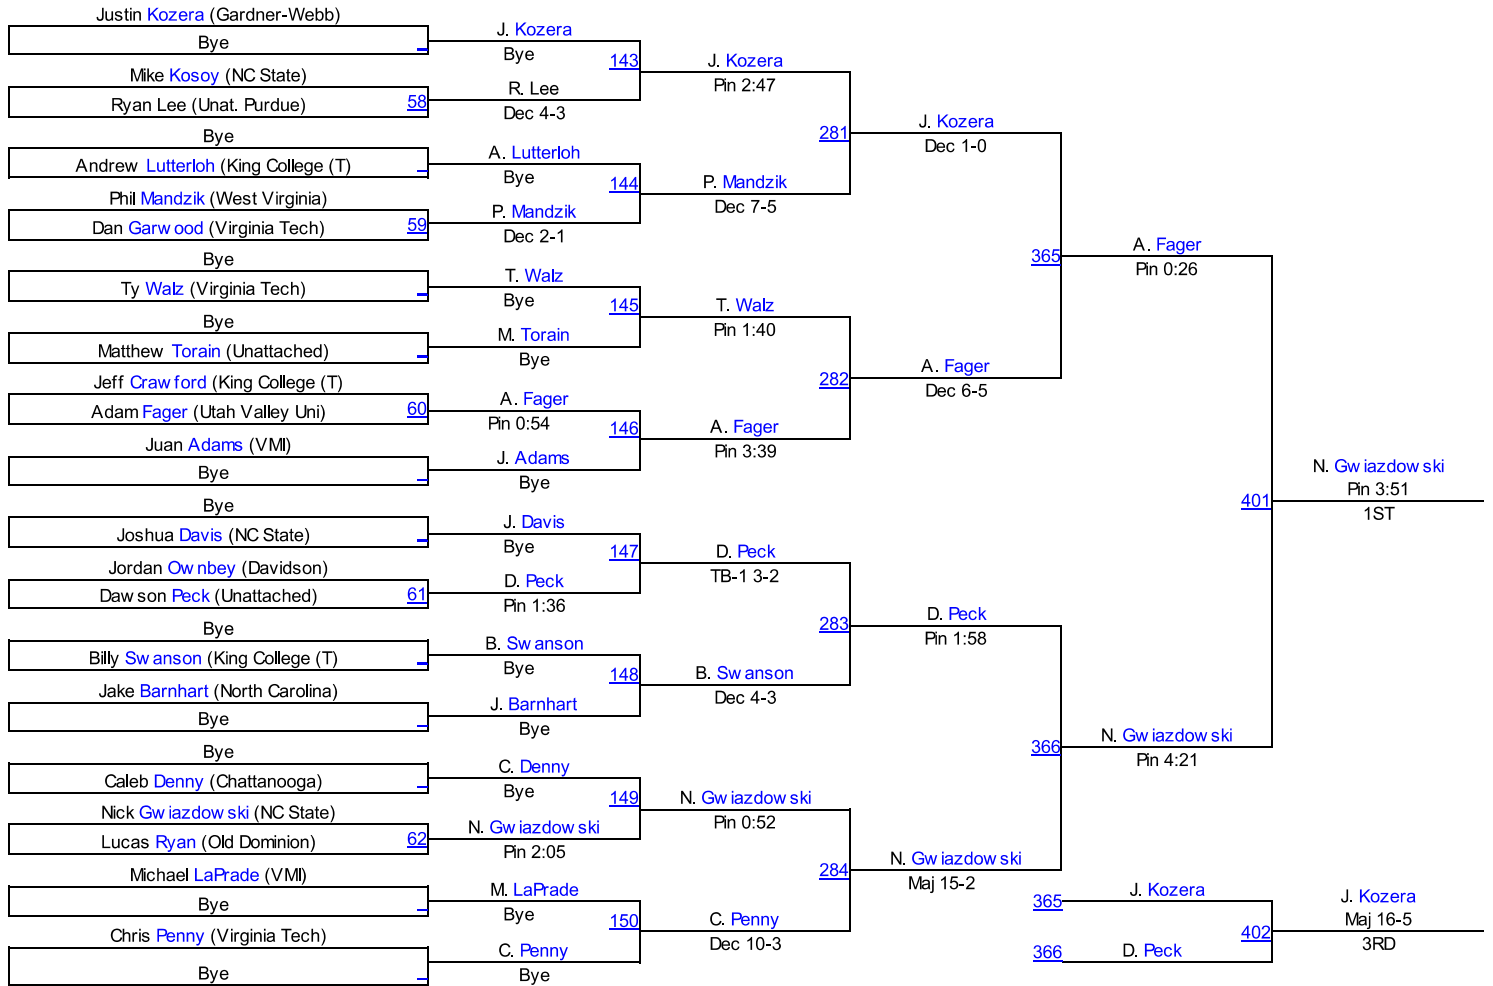 Justin Kozera (Gardner-Webb)
Bye
Mike Kosoy (NC State)
Ryan Lee (Unat. Purdue) 58
Bye
Andrew Lutterloh (King College (T)
Phil Mandzik (West Virginia)
Dan Garwood (Virginia Tech) 59
Bye
Ty Walz (Virginia Tech)
Bye
Matthew Torain (Unattached)
Jeff Crawford (King College (T)
Adam Fager (Utah Valley Uni) 60
Juan Adams (VMI)
Bye
Bye
Joshua Davis (NC State)
Jordan Ownbey (Davidson)
Dawson Peck (Unattached) 61
Bye
Billy Swanson (King College (T)
Jake Barnhart (North Carolina)
Bye
Bye
Caleb Denny (Chattanooga)
Nick Gwiazdowski (NC State)
Lucas Ryan (Old Dominion) 62
Michael LaPrade (VMI)
Bye
Chris Penny (Virginia Tech)
Bye
J. Kozera
Bye
143
R. Lee
Dec 4-3
A. Lutterloh
Bye
144
P. Mandzik
Dec 2-1
T. Walz
Bye
145
M. Torain
Bye
A. Fager
Pin 0:54
146
J. Adams
Bye
J. Davis
Bye
147
D. Peck
Pin 1:36
B. Swanson
Bye
148
J. Barnhart
Bye
C. Denny
Bye
149
N. Gwiazdowski
Pin 2:05
M. LaPrade
Bye
150
C. Penny
Bye
J. Kozera
Pin 2:47
281
P. Mandzik
Dec 7-5
T. Walz
Pin 1:40
282
A. Fager
Pin 3:39
D. Peck
TB-1 3-2
283
B. Swanson
Dec 4-3
N. Gwiazdowski
Pin 0:52
284
C. Penny
Dec 10-3
J. Kozera
Dec 1-0
365
A. Fager
Dec 6-5
D. Peck
Pin 1:58
366
N. Gwiazdowski
Maj 15-2
A. Fager
Pin 0:26
401
N. Gwiazdowski
Pin 4:21
N. Gwiazdowski
Pin 3:51
1ST
365 J. Kozera
402
366 D. Peck
J. Kozera
Maj 16-5
3RD